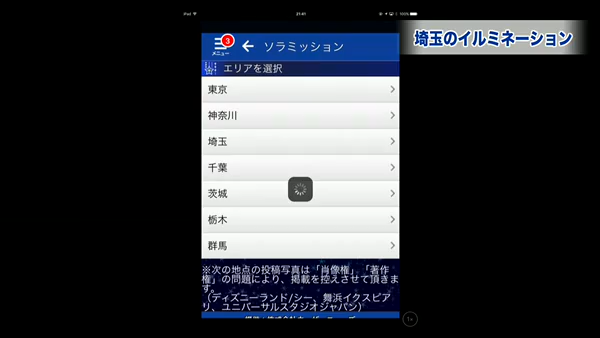 iPad
21:41
100%
埼玉のイルミネーション
3
メニュー
ソラミッション
エリアを選択
東京
神奈川
埼玉
千葉
茨城
栃木
群馬
※次の地点の投稿写真は「肖像権」「著作
権」の問題により、掲載を控えさせて頂きま
す。
（ディズニーランド/シー、舞浜イクスピア
リ、ユニバーサルスタジオジャパン）